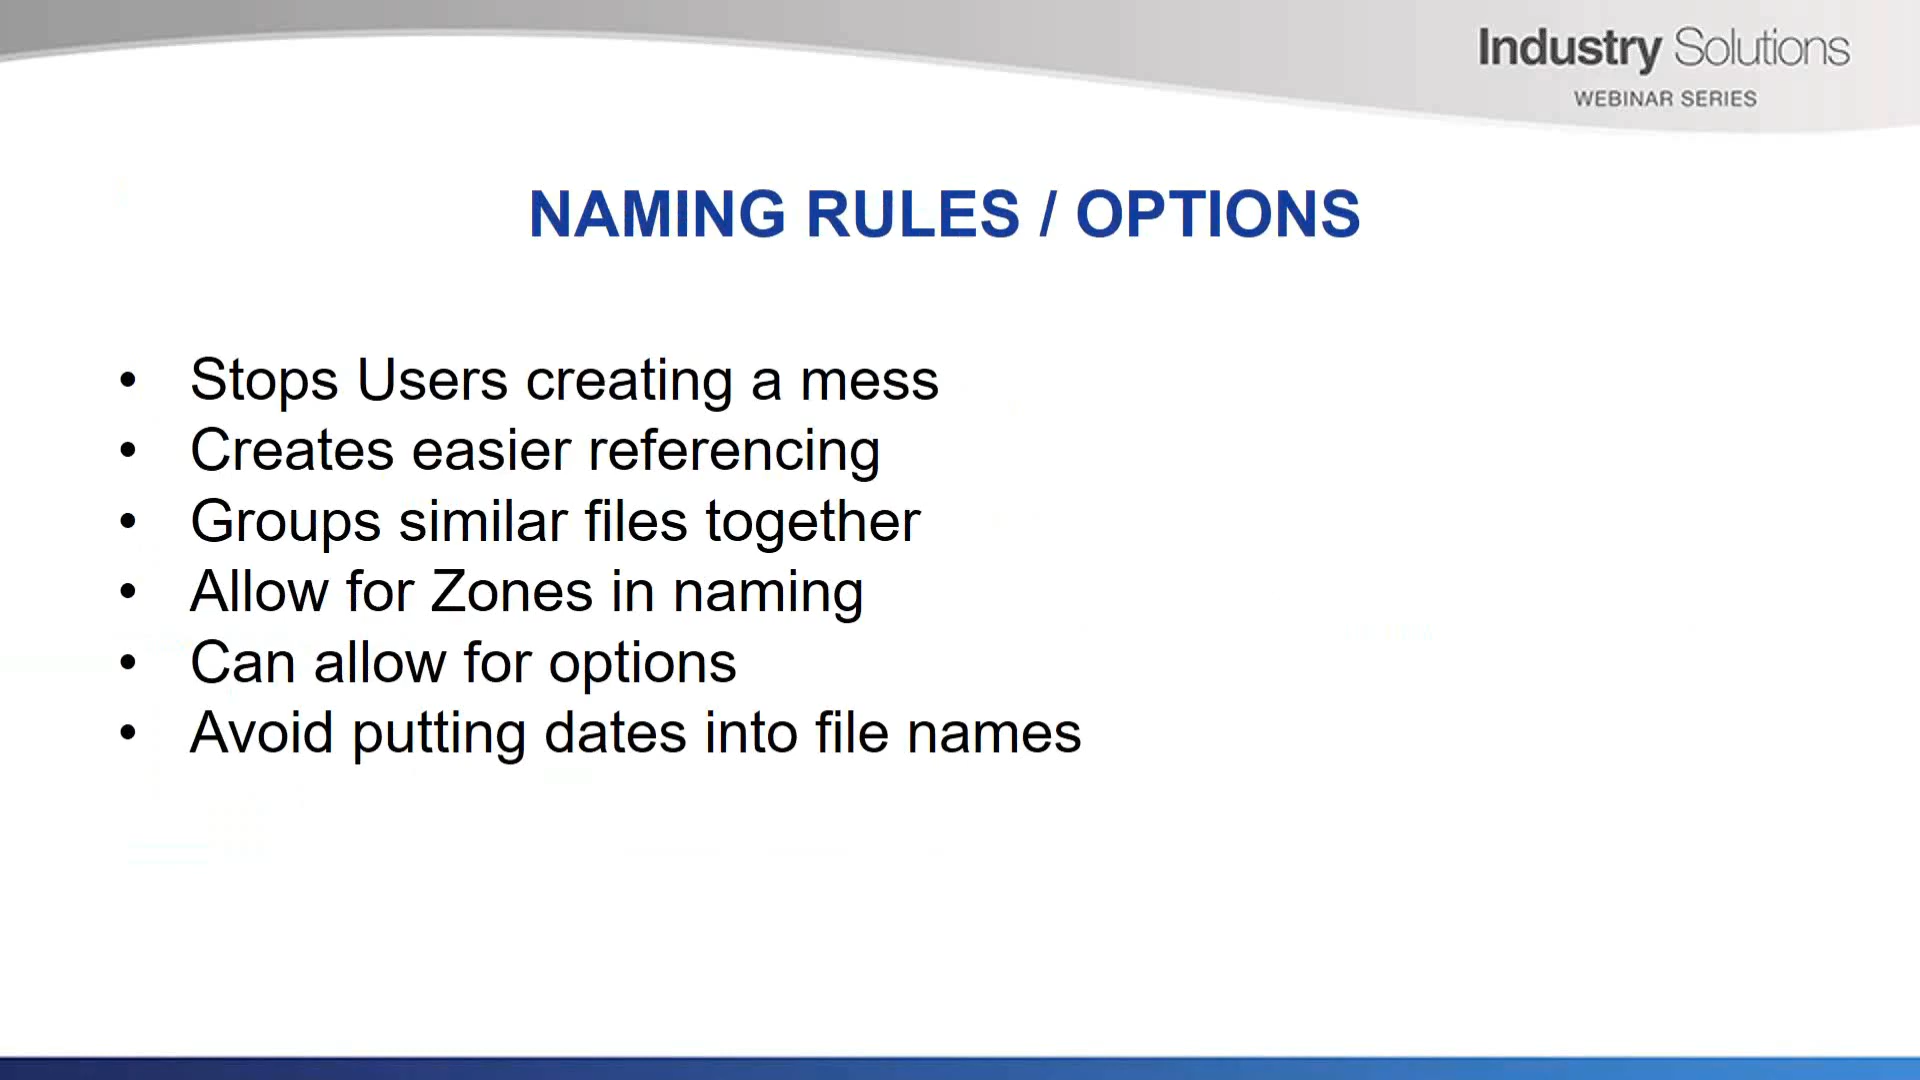 Industry Solutions
WEBINAR SERIES
NAMING RULES / OPTIONS
• Stops Users creating a mess
• Creates easier referencing
• Groups similar files together
• Allow for Zones in naming
• Can allow for options
• Avoid putting dates into file names